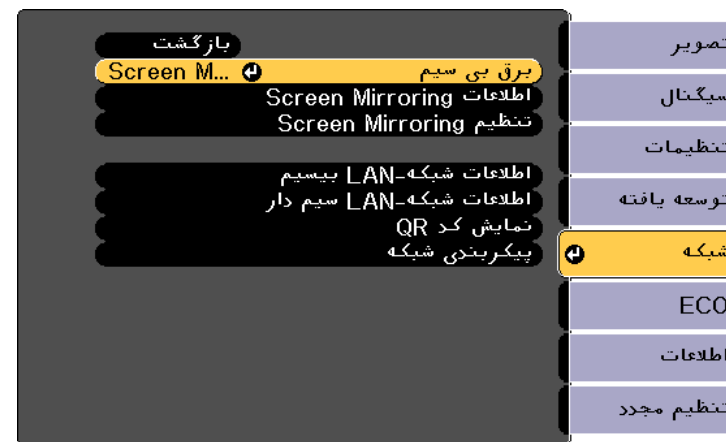 تصویر
سیگنال
تنظیمات
توسعه یافته
شبکه
ECO
اطلاعات
تنظیم مجدد
بازگشت
برق بی سیم Screen M...
اطلاعات Screen Mirroring
تنظیم Screen Mirroring
اطلاعات شبکه-LAN بیسیم
اطلاعات شبکه-LAN سیم دار
نمایش کد QR
پیکربندی شبکه